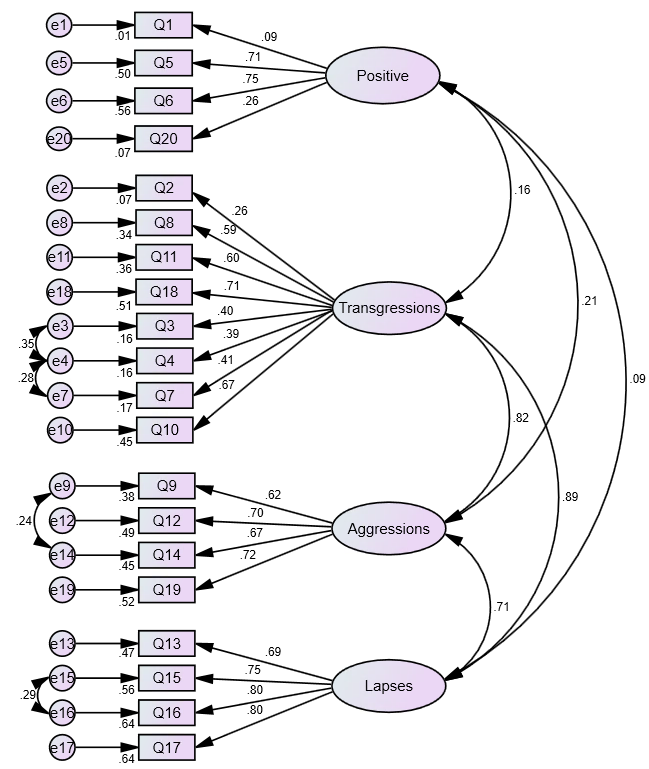 e1 .01 Q1 .09
e5 .50 Q5 .71
e6 .56 Q6 .75
e20 .07 Q20 .26
Positive
e2 .07 Q2 .26
e8 .34 Q8 .59
e11 .36 Q11 .60
e18 .51 Q18 .71
e3 .16 Q3 .40
e4 .16 Q4 .39
e7 .17 Q7 .41
e10 .45 Q10 .67
.35
.28
Transgressions
e9 .38 Q9 .62
e12 .49 Q12 .70
e14 .45 Q14 .67
e19 .52 Q19 .72
.24
Aggressions
e13 .47 Q13 .69
e15 .56 Q15 .75
e16 .64 Q16 .80
e17 .64 Q17 .80
.29
Lapses
.16
.21
.09
.82
.89
.71